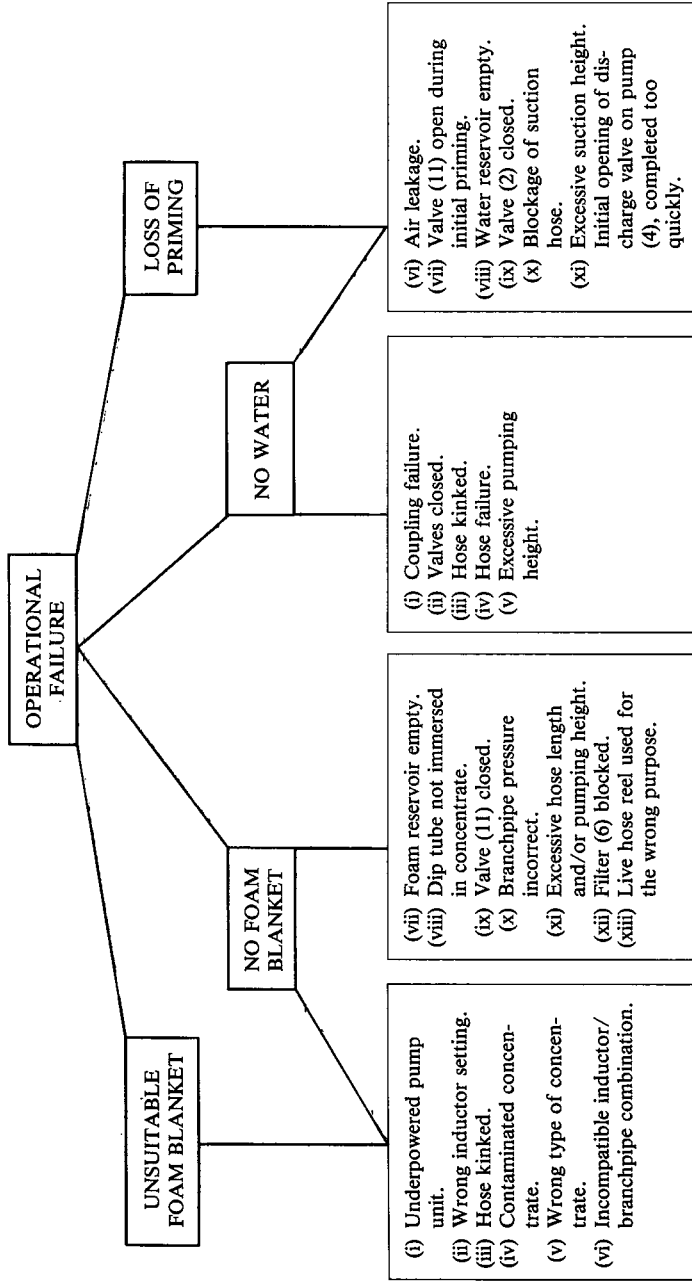 OPERATIONAL
FAILURE
UNSUITABLE
FOAM BLANKET
NO FOAM
BLANKET
NO WATER
LOSS OF
PRIMING
(i) Underpowered pump
unit.
(ii) Wrong inductor setting.
(iii) Hose kinked.
(iv) Contaminated concen-
trate.
(v) Wrong type of concen-
trate.
(vi) Incompatible inductor/
branchpipe combination.
(vii) Foam reservoir empty.
(viii) Dip tube not immersed
in concentrate.
(ix) Valve (11) closed.
(x) Branchpipe pressure
incorrect.
(xi) Excessive hose length
and/or pumping height.
(xii) Filter (6) blocked.
(xiii) Live hose reel used for
the wrong purpose.
(i) Coupling failure.
(ii) Valves closed.
(iii) Hose kinked.
(iv) Hose failure.
(v) Excessive pumping
height.
(vi) Air leakage.
(vii) Valve (11) open during
initial priming.
(viii) Water reservoir empty.
(ix) Valve (2) closed.
(x) Blockage of suction
hose.
(xi) Excessive suction height.
Initial opening of dis-
charge valve on pump
(4), completed too
quickly.